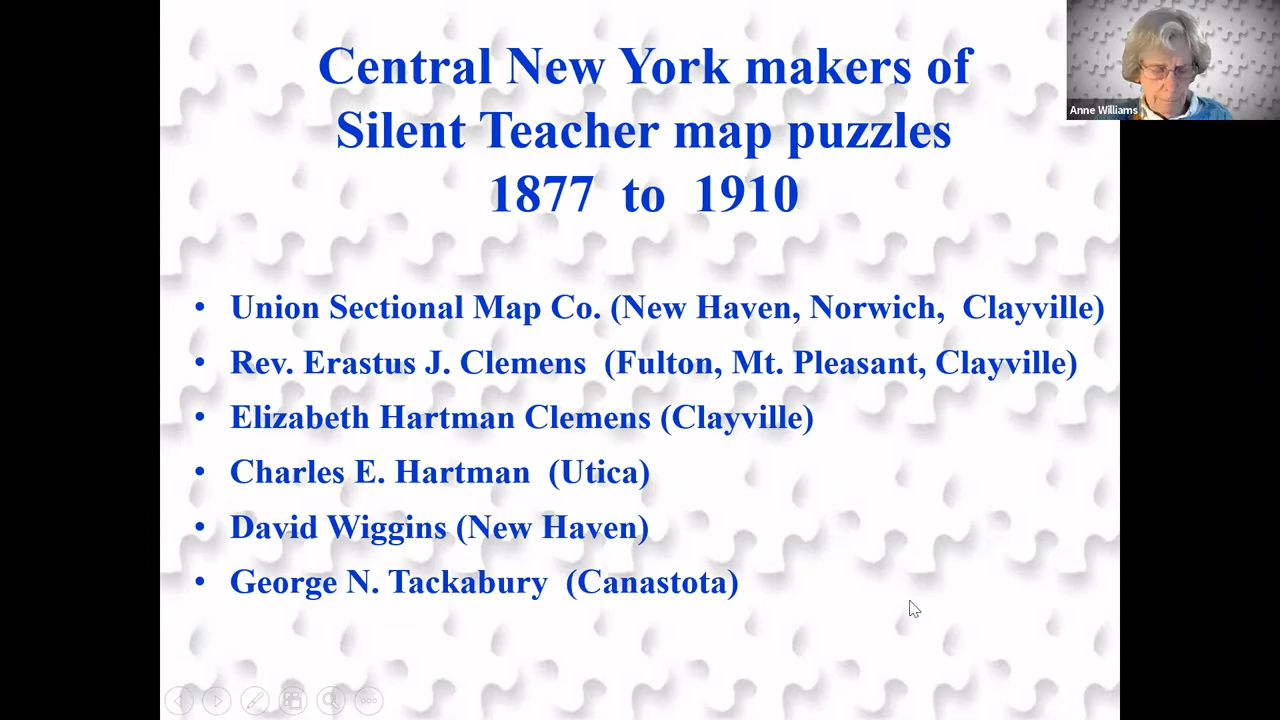 Central New York makers of
Silent Teacher map puzzles
1877 to 1910
Anne Williams
• Union Sectional Map Co. (New Haven, Norwich, Clayville)
• Rev. Erastus J. Clemens (Fulton, Mt. Pleasant, Clayville)
• Elizabeth Hartman Clemens (Clayville)
• Charles E. Hartman (Utica)
• David Wiggins (New Haven)
• George N. Tackabury (Canastota)